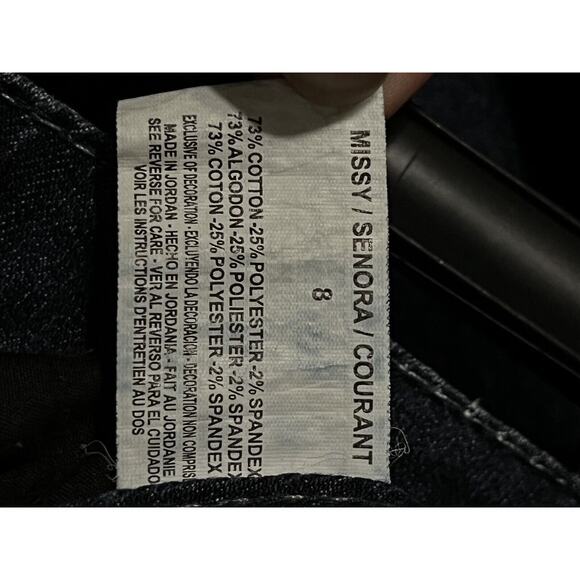 MISSY / SENORA / COURANT
8
73% COTTON -25% POLYESTER -2% SPANDEX
73% ALGODON -25% POLIESTER -2% SPANDEX
73% COTON -25% POLYESTER -2% SPANDEX
EXCLUSIVE OF DECORATION - EXCLUYENDO LA DECORACION - DECORATION NON COMPRIS
MADE IN JORDAN - HECHO EN JORDANIA - FAIT AU JORDANIE
SEE REVERSE FOR CARE - VER AL REVERSO PARA EL CUIDADO
VOIR LES INSTRUCTIONS D'ENTRETIEN AU DOS